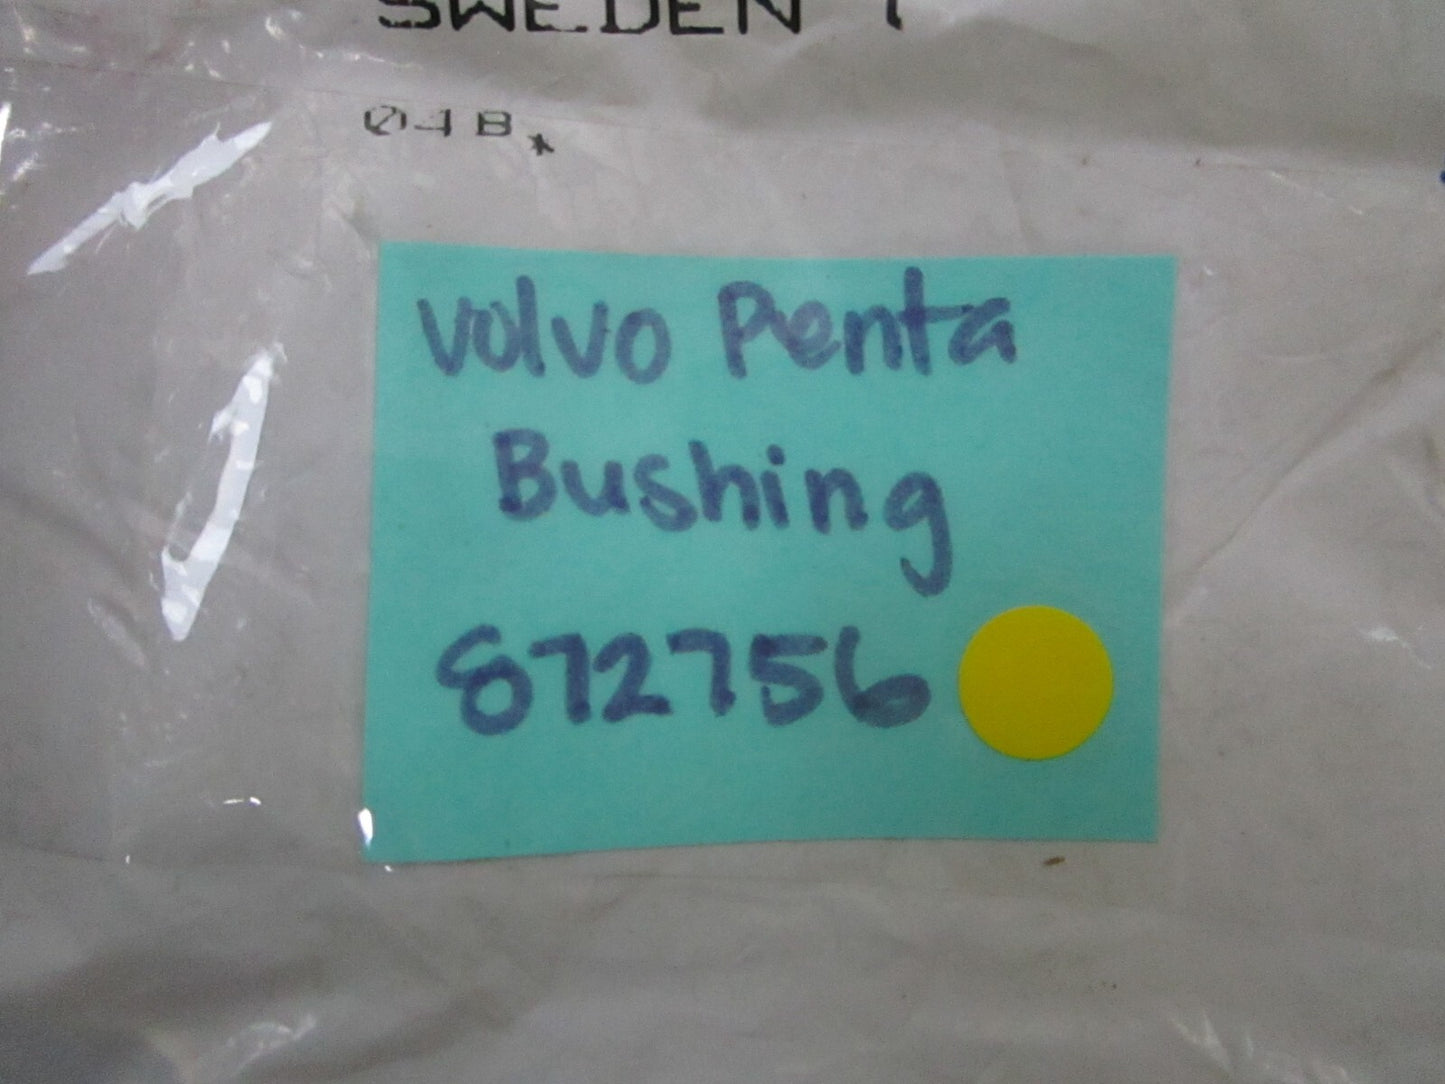 SWEDEN
04B*
Volvo Penta
Bushing
872756